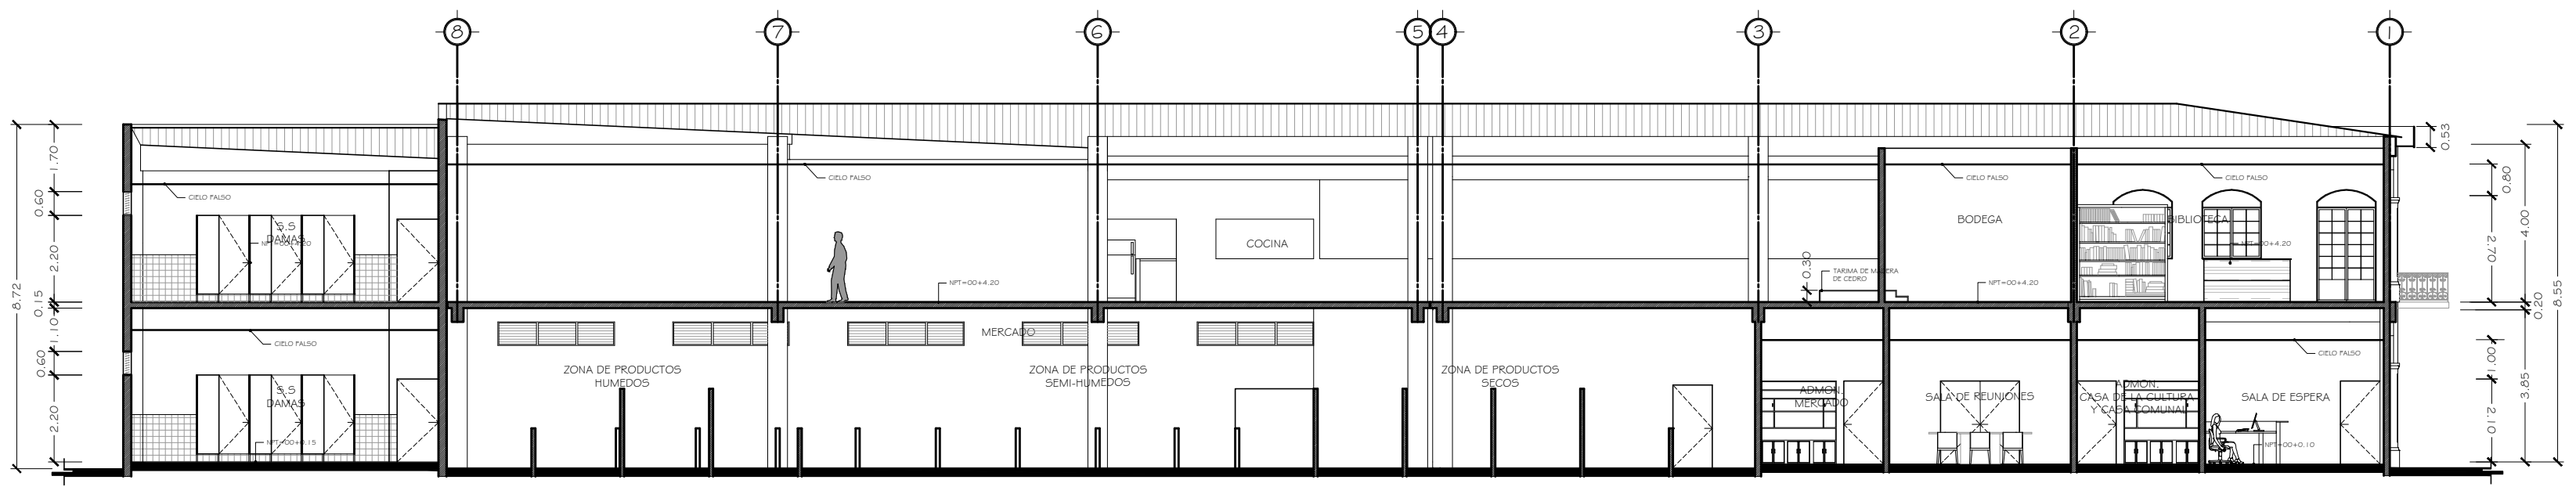 8
7
6
5
4
3
2
1
8.72
1.70
0.60
2.20
0.15
1.10
0.60
2.20
CIELO FALSO
S.S
DAMAS
NPT=00+4.20
CIELO FALSO
S.S
DAMAS
NPT=00+0.15
CIELO FALSO
NPT=00+4.20
COCINA
0.30
TARIMA DE MADERA
DE CEDRO
CIELO FALSO
BODEGA
NPT=00+4.20
CIELO FALSO
BIBLIOTECA
NPT=00+4.20
MERCADO
ZONA DE PRODUCTOS
HUMEDOS
ZONA DE PRODUCTOS
SEMI-HUMEDOS
ZONA DE PRODUCTOS
SECOS
ADMON.
MERCADO
SALA DE REUNIONES
ADMON.
CASA DE LA CULTURA
Y CASA COMUNAL
CIELO FALSO
SALA DE ESPERA
NPT=00+0.10
0.53
0.80
2.70
4.00
0.20
8.55
1.00
2.10
3.85